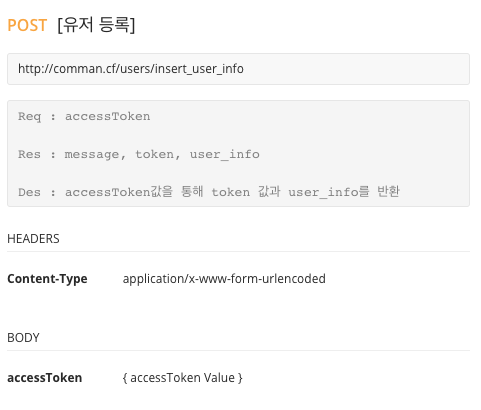 POST [유저 등록]
http://comman.cf/users/insert_user_info
Req : accessToken
Res : message, token, user_info
Des : accessToken값을 통해 token 값과 user_info를 반환
HEADERS
Content-Type application/x-www-form-urlencoded
BODY
accessToken { accessToken Value }